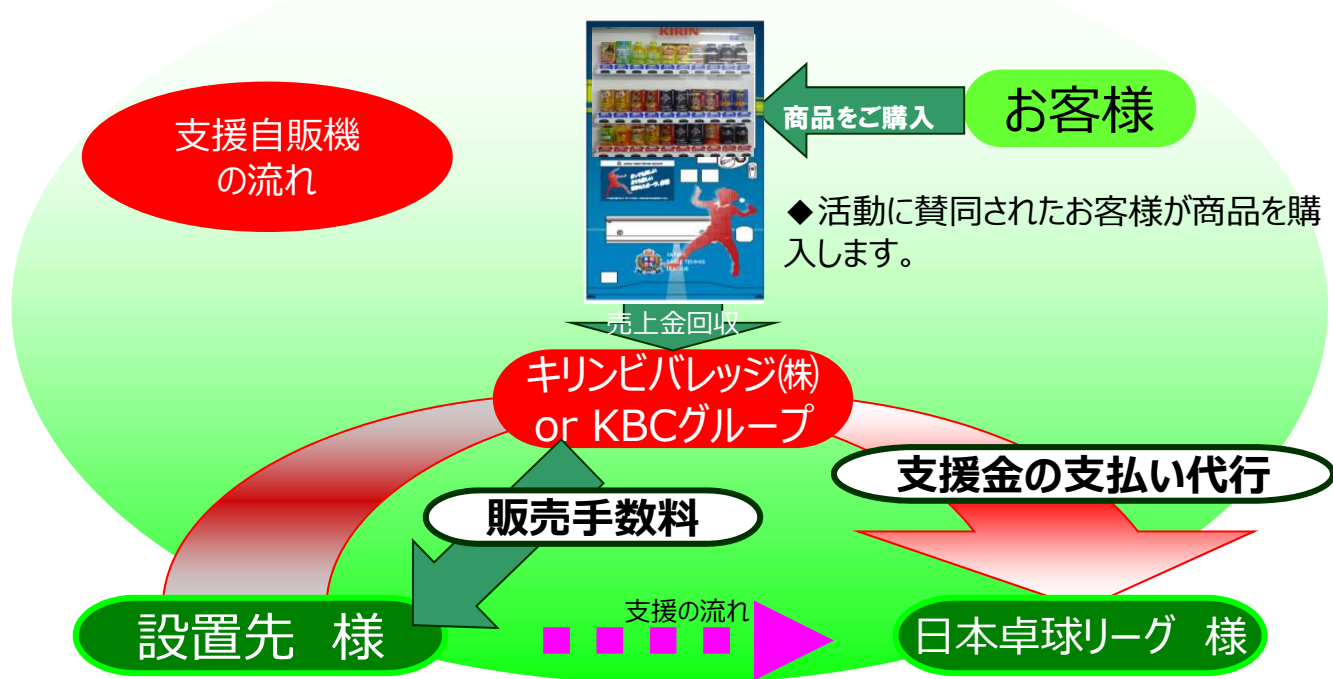 KIRIN
支援自販機
の流れ
商品をご購入
お客様
◆活動に賛同されたお客様が商品を購
入します。
売上金回収
キリンビバレッジ㈱
or KBCグループ
支援金の支払い代行
販売手数料
設置先　様
支援の流れ
日本卓球リーグ　様